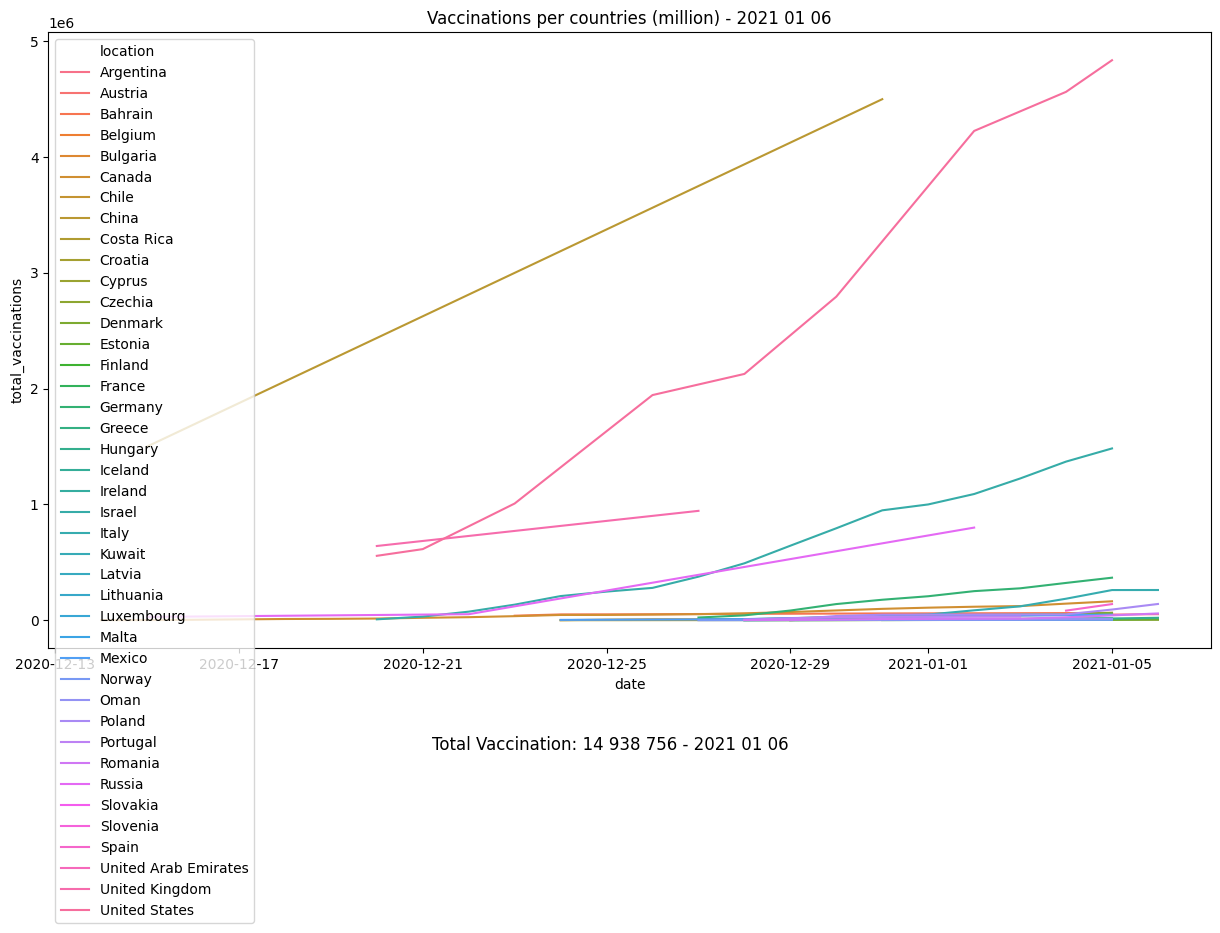 Vaccinations per countries (million) - 2021 01 06
1e6
5
4
3
2
1
0
total_vaccinations
location
Argentina
Austria
Bahrain
Belgium
Bulgaria
Canada
Chile
China
Costa Rica
Croatia
Cyprus
Czechia
Denmark
Estonia
Finland
France
Germany
Greece
Hungary
Iceland
Ireland
Israel
Italy
Kuwait
Latvia
Lithuania
Luxembourg
Malta
Mexico
Norway
Oman
Poland
Portugal
Romania
Russia
Slovakia
Slovenia
Spain
United Arab Emirates
United Kingdom
United States
2020-12-13 2020-12-17 2020-12-21 2020-12-25 2020-12-29 2021-01-01 2021-01-05
date
Total Vaccination: 14 938 756 - 2021 01 06